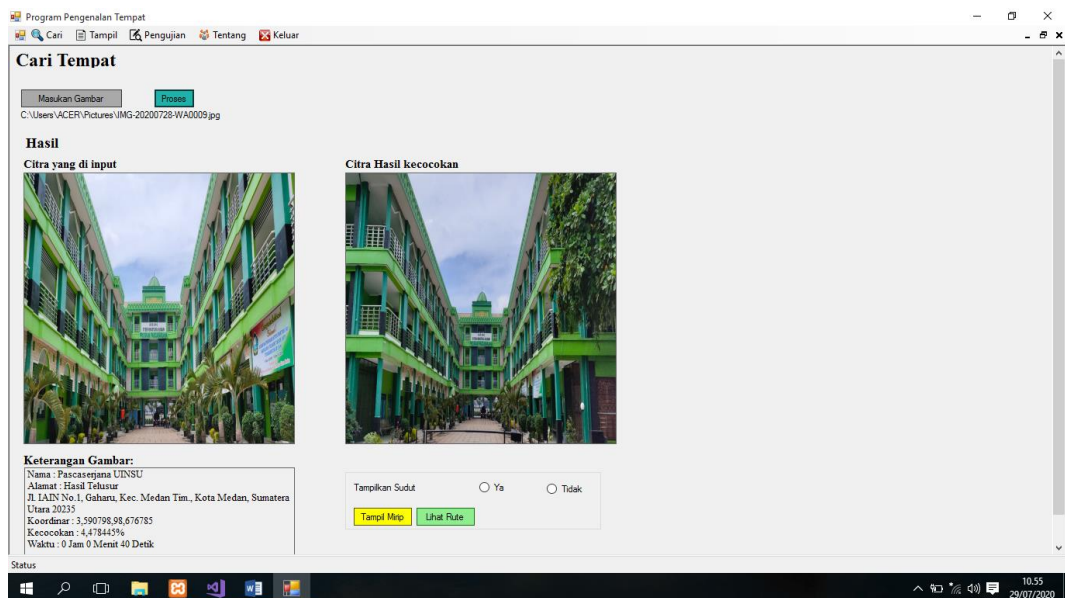 Program Pengenalan Tempat
Cari Tampil Pengujian Tentang Keluar
Cari Tempat
Masukan Gambar Proses
C:\Users\ACER\Pictures\IMG-20200728-WA0009.jpg
Hasil
Citra yang di input
Citra Hasil kecocokan
Keterangan Gambar:
Nama : Pascaserjana UINSU
Alamat : Hasil Telusur
Jl. IAIN No.1, Gaharu, Kec. Medan Tim., Kota Medan, Sumatera
Utara 20235
Koordinar : 3,590798,98,676785
Kecocokan : 4,478445%
Waktu : 0 Jam 0 Menit 40 Detik
Tampilkan Sudut Ya Tidak
Tampil Mirip Lihat Rute
Status
10.55
29/07/2020